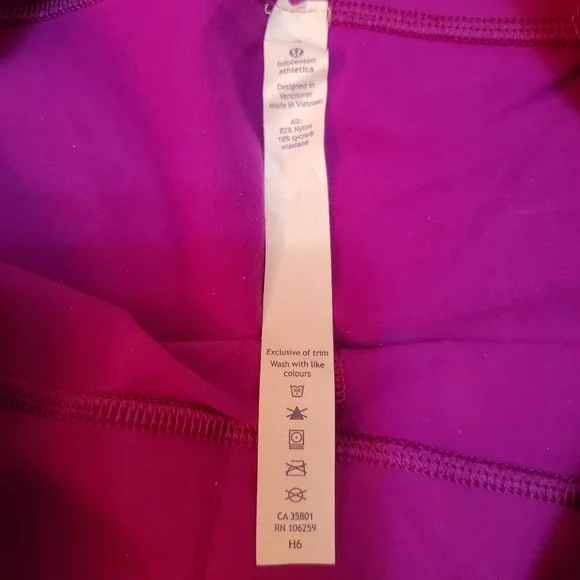 lululemon
athletica
Designed in
Vancouver
Made in Vietnam
All:
82% Nylon
18% Lycra®
elastane
Exclusive of trim
Wash with like
colours
CA 35801
RN 106259
H6